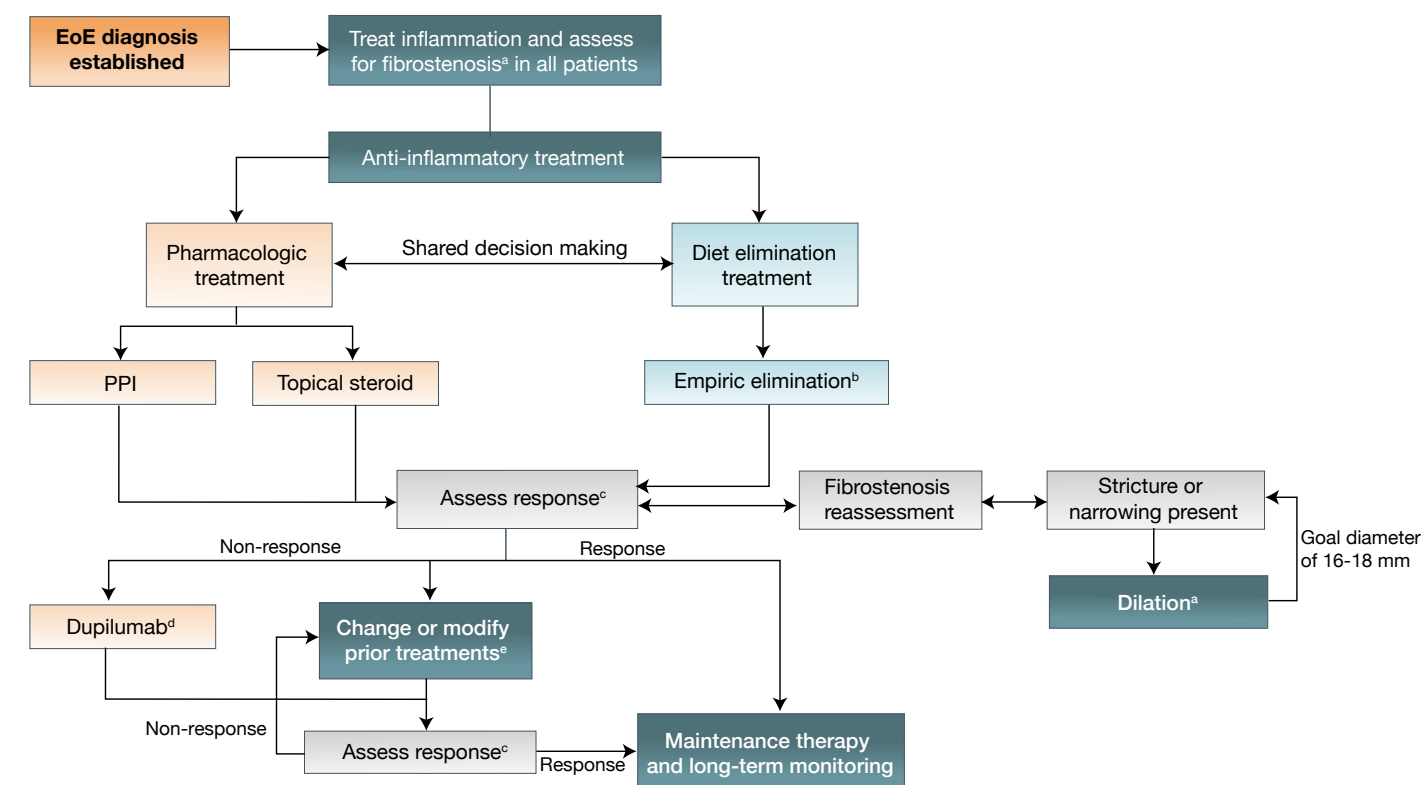 EoE diagnosis
established
Treat inflammation and assess
for fibrostenosisᵃ in all patients
Anti-inflammatory treatment
Pharmacologic
treatment
Shared decision making
Diet elimination
treatment
PPI
Topical steroid
Empiric eliminationᵇ
Assess responseᶜ
Fibrostenosis
reassessment
Stricture or
narrowing present
Goal diameter
of 16-18 mm
Dilationᵃ
Non-response
Response
Dupilumabᵈ
Change or modify
prior treatmentsᵉ
Non-response
Assess responseᶜ
Response
Maintenance therapy
and long-term monitoring